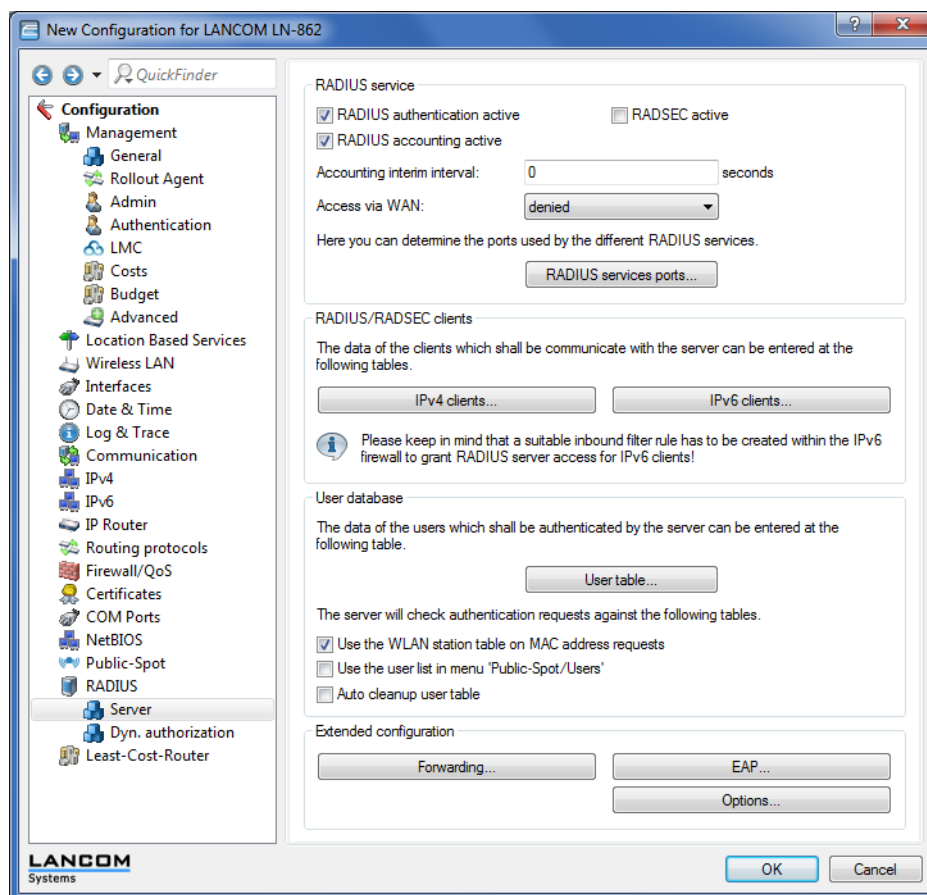 New Configuration for LANCOM LN-862
QuickFinder
Configuration
Management
General
Rollout Agent
Admin
Authentication
LMC
Costs
Budget
Advanced
Location Based Services
Wireless LAN
Interfaces
Date & Time
Log & Trace
Communication
IPv4
IPv6
IP Router
Routing protocols
Firewall/QoS
Certificates
COM Ports
NetBIOS
Public-Spot
RADIUS
Server
Dyn. authorization
Least-Cost-Router
RADIUS service
RADIUS authentication active
RADSEC active
RADIUS accounting active
Accounting interim interval: 0 seconds
Access via WAN: denied
Here you can determine the ports used by the different RADIUS services.
RADIUS services ports...
RADIUS/RADSEC clients
The data of the clients which shall be communicate with the server can be entered at the
following tables.
IPv4 clients...
IPv6 clients...
Please keep in mind that a suitable inbound filter rule has to be created within the IPv6
firewall to grant RADIUS server access for IPv6 clients!
User database
The data of the users which shall be authenticated by the server can be entered at the
following table.
User table...
The server will check authentication requests against the following tables.
Use the WLAN station table on MAC address requests
Use the user list in menu 'Public-Spot/Users'
Auto cleanup user table
Extended configuration
Forwarding...
EAP...
Options...
LANCOM
Systems
OK
Cancel